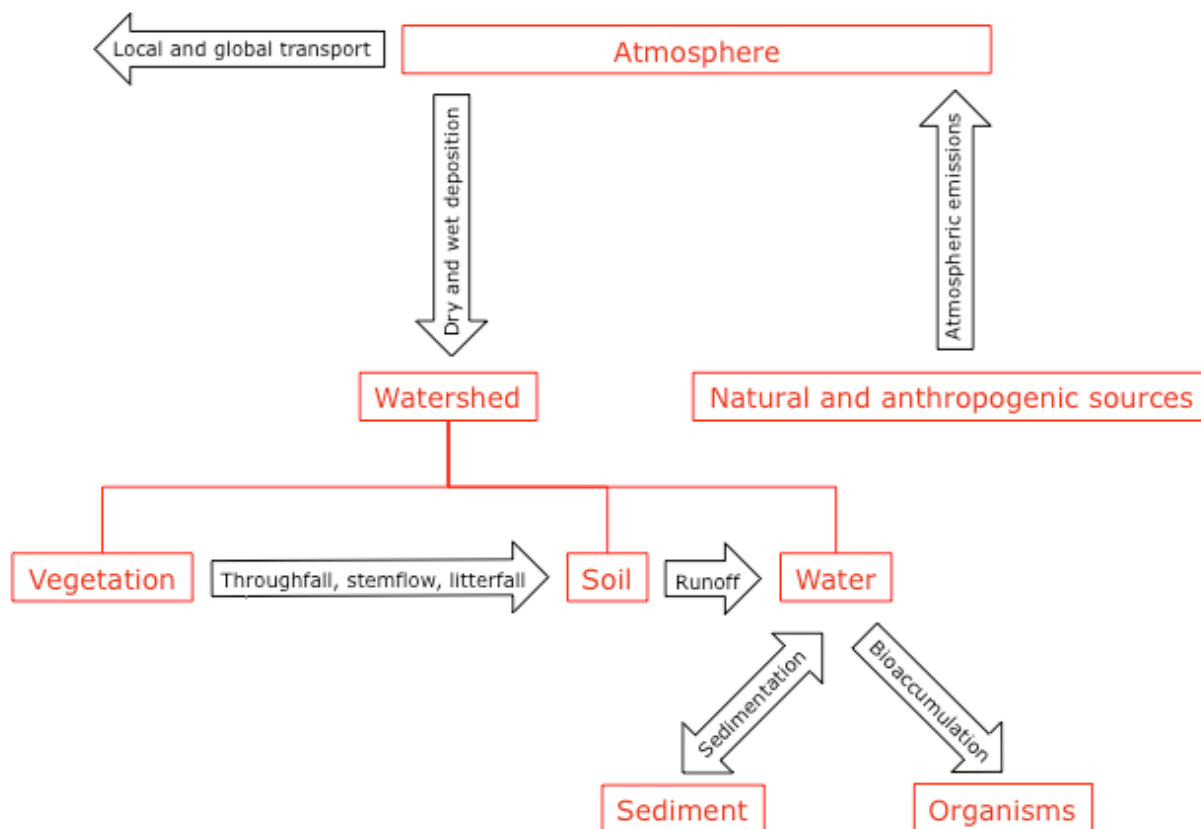 Local and global transport
Atmosphere
Dry and wet deposition
Atmospheric emissions
Watershed
Natural and anthropogenic sources
Vegetation
Throughfall, stemflow, litterfall
Soil
Runoff
Water
Sedimentation
Bioaccumulation
Sediment
Organisms